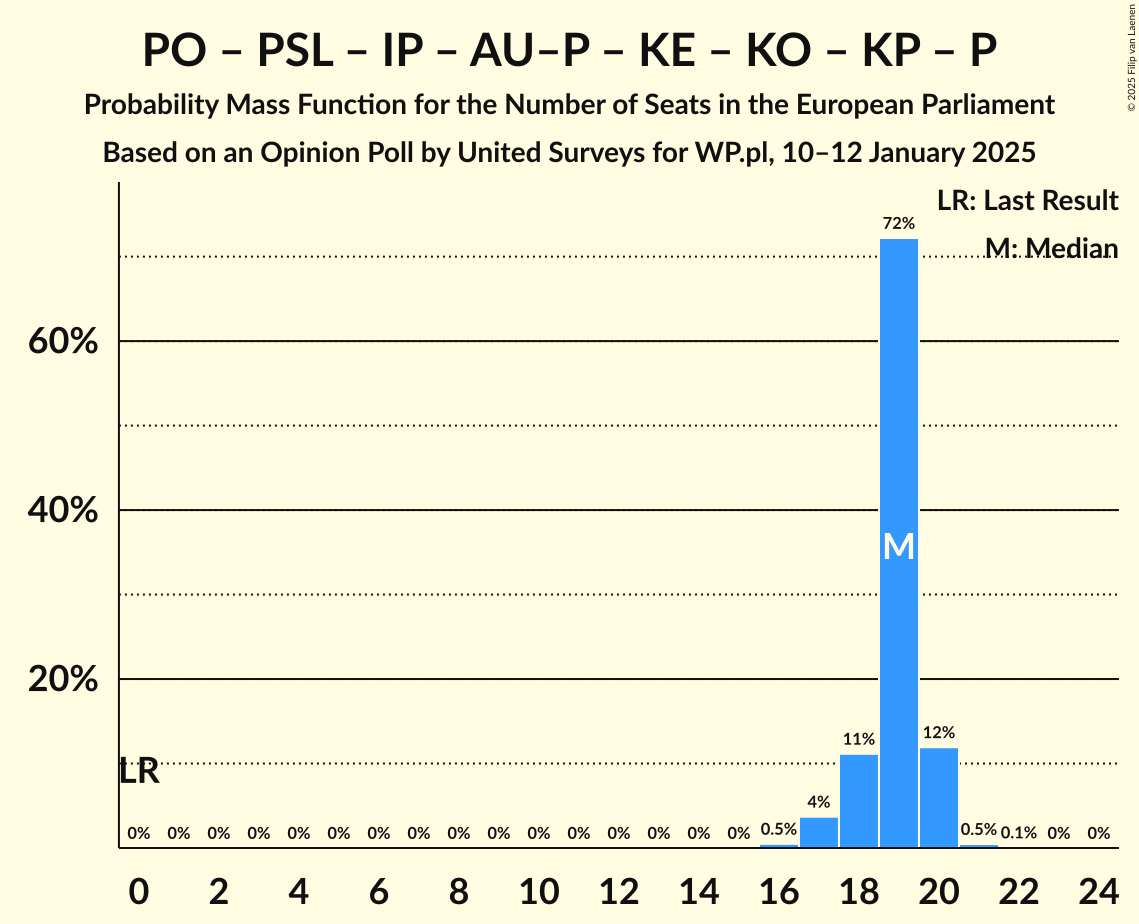 PO – PSL – IP – AU–P – KE – KO – KP – P
Probability Mass Function for the Number of Seats in the European Parliament
Based on an Opinion Poll by United Surveys for WP.pl, 10–12 January 2025
© 2025 Filip van Laenen
LR: Last Result
M: Median
72%
60%
40%
M
20%
12%
11%
LR
4%
0% 0% 0% 0% 0% 0% 0% 0% 0% 0% 0% 0% 0% 0% 0% 0% 0.5% 0.5% 0.1% 0% 0%
0 2 4 6 8 10 12 14 16 18 20 22 24